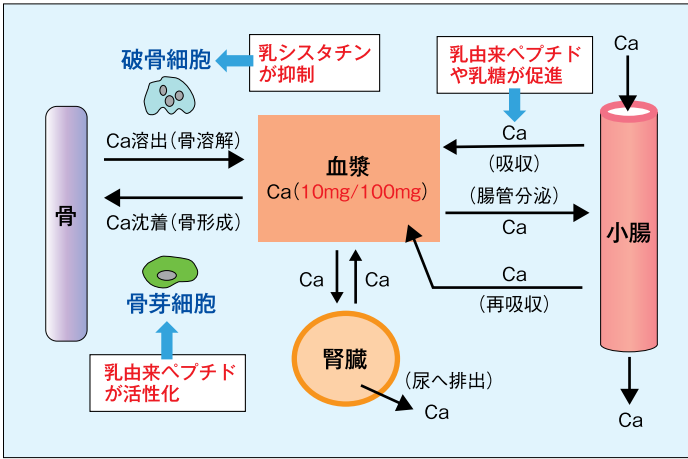 破骨細胞
乳シスタチン
が抑制
乳由来ペプチド
や乳糖が促進
Ca
Ca溶出(骨溶解)
血漿
Ca(10mg/100mg)
Ca
(吸収)
骨
Ca沈着(骨形成)
(腸管分泌)
Ca
小腸
骨芽細胞
Ca
Ca
Ca
(再吸収)
乳由来ペプチド
が活性化
腎臓
(尿へ排出)
Ca
Ca